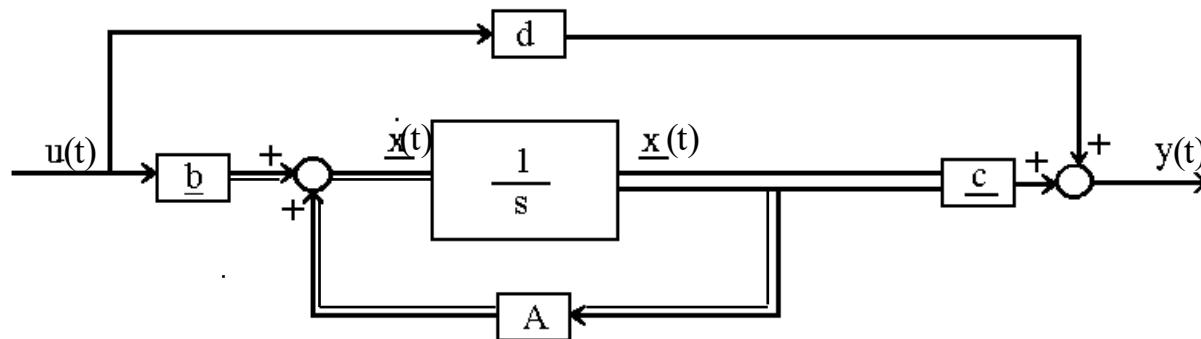 d
u(t)
b
+
+
ẋ(t)
1
s
x(t)
c
+
+
y(t)
A